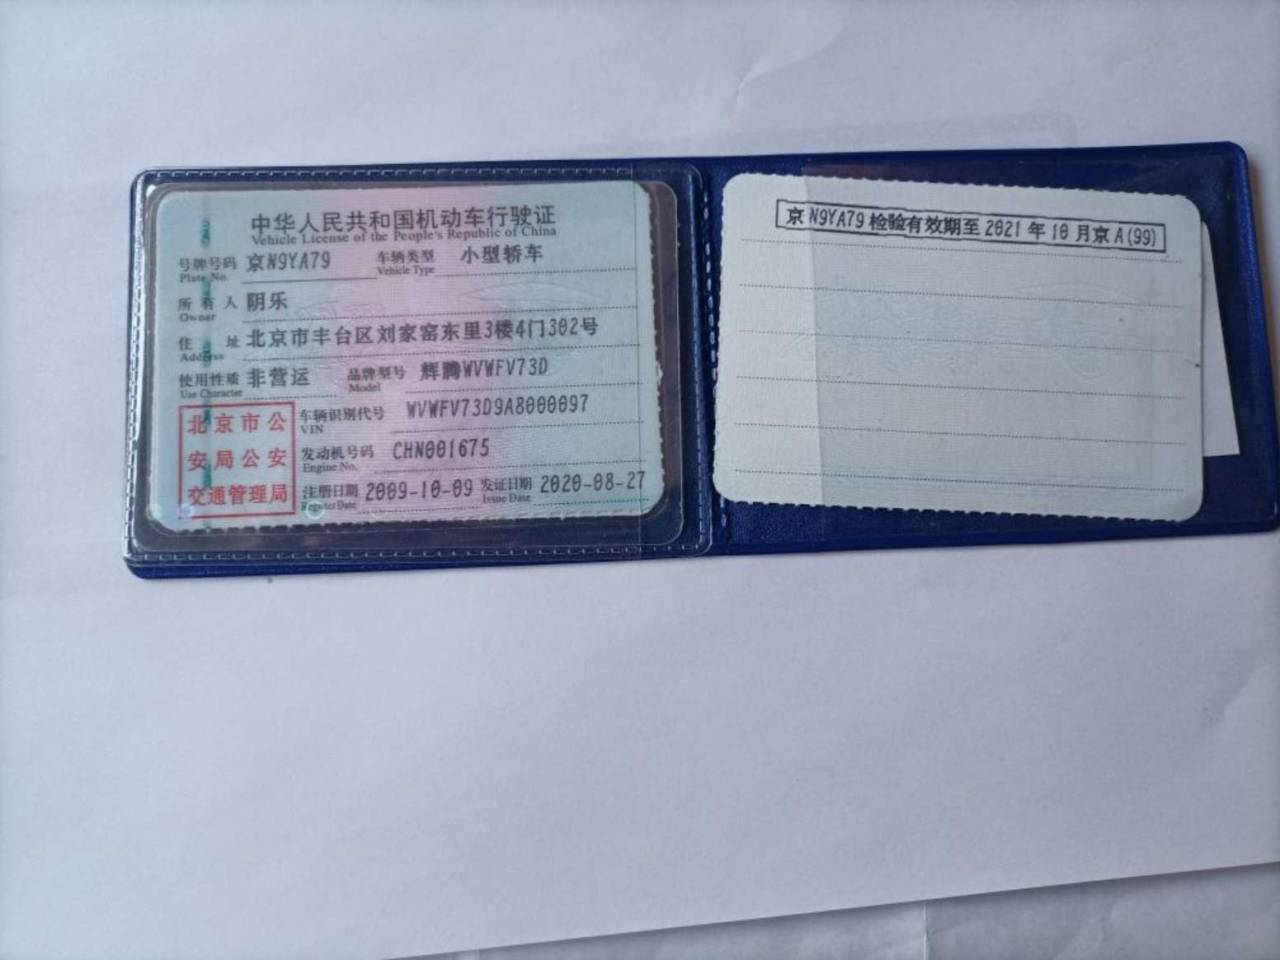 中华人民共和国机动车行驶证
Vehicle License of the People's Republic of China
号牌号码 京N9YA79 车辆类型 小型轿车
Plate No. Vehicle Type
所有人 阴乐
Owner
住址 北京市丰台区刘家窑东里3楼4门302号
Address
使用性质 非营运 品牌型号 辉腾WVWFV73D
Use Character Model
北京市公安局公安交通管理局
车辆识别代号 WVWFV73D9A8000097
VIN
发动机号码 CHN001675
Engine No.
注册日期 2009-10-09 发证日期 2020-08-27
Register Date Issue Date
京N9YA79 检验有效期至 2021 年 10 月京 A(99)